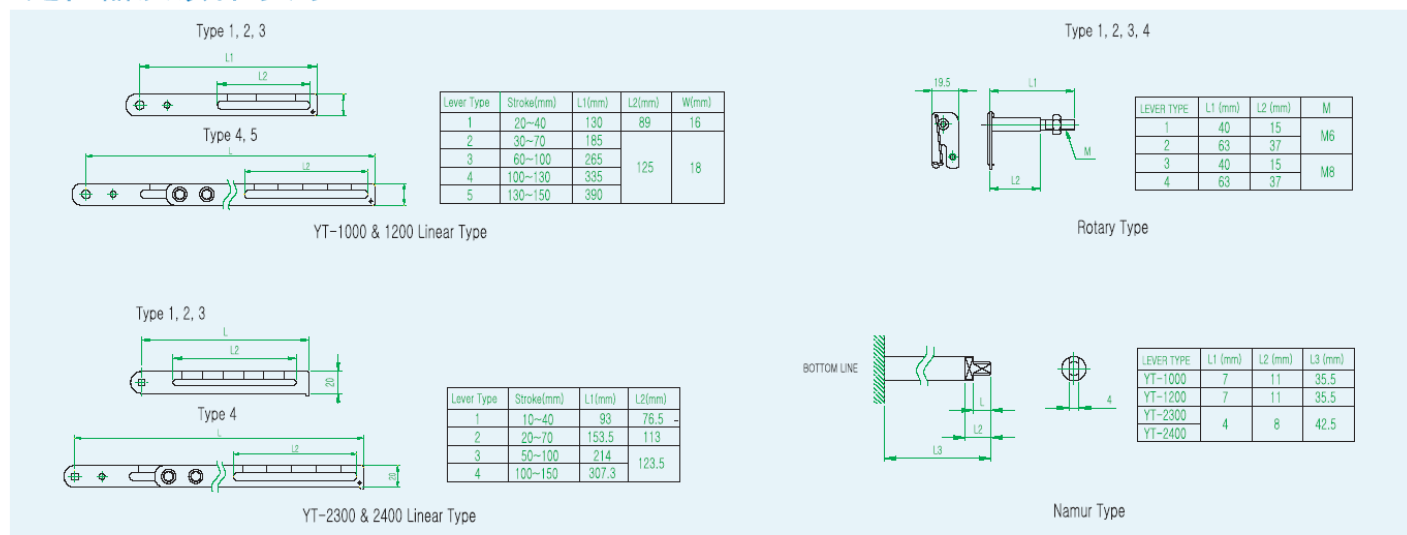 Type 1, 2, 3
L1
L2
Type 4, 5
L
L2
Lever Type Stroke(mm) L1(mm) L2(mm) W(mm)
1 20~40 130 89 16
2 30~70 185
3 60~100 265
125 18
4 100~130 335
5 130~150 390
YT-1000 & 1200 Linear Type
Type 1, 2, 3, 4
19.5
L1
M
L2
LEVER TYPE L1 (mm) L2 (mm) M
1 40 15
M6
2 63 37
3 40 15
M8
4 63 37
Rotary Type
Type 1, 2, 3
L
L2
20
Type 4
L
L2
20
Lever Type Stroke(mm) L1(mm) L2(mm)
1 10~40 93 76.5
2 20~70 153.5 113
3 50~100 214
123.5
4 100~150 307.3
YT-2300 & 2400 Linear Type
BOTTOM LINE
L
L2
L3
4
LEVER TYPE L1 (mm) L2 (mm) L3 (mm)
YT-1000 7 11 35.5
YT-1200 7 11 35.5
YT-2300
4 8 42.5
YT-2400
Namur Type